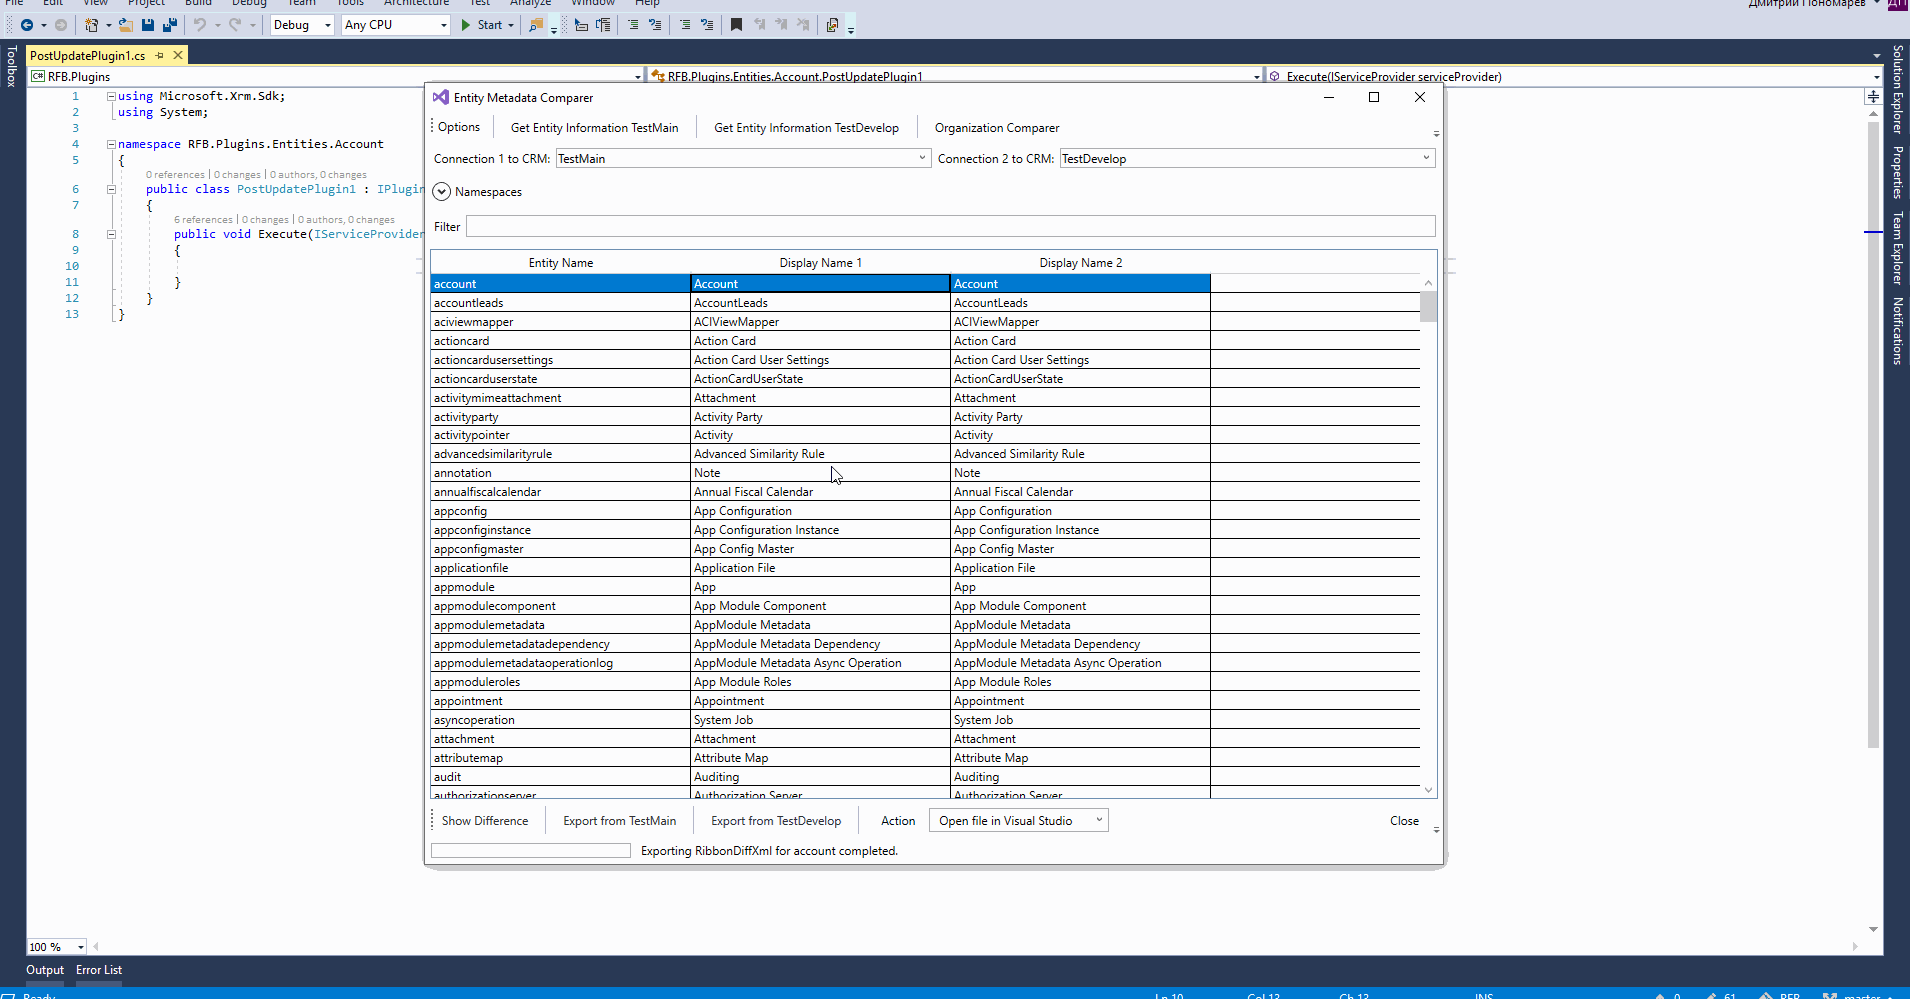 File Edit View Project Build Debug Team Tools Architecture Test Analyze Window Help
Дмитрий Пономарев ДП
Debug Any CPU Start
Toolbox
PostUpdatePlugin1.cs
C# RFB.Plugins
RFB.Plugins.Entities.Account.PostUpdatePlugin1
Execute(IServiceProvider serviceProvider)
1 using Microsoft.Xrm.Sdk;
2 using System;
3
4 namespace RFB.Plugins.Entities.Account
5 {
0 references | 0 changes | 0 authors, 0 changes
6 public class PostUpdatePlugin1 : IPlugin
7 {
6 references | 0 changes | 0 authors, 0 changes
8 public void Execute(IServiceProvider
9 {
10
11 }
12 }
13 }
Entity Metadata Comparer
Options Get Entity Information TestMain Get Entity Information TestDevelop Organization Comparer
Connection 1 to CRM: TestMain Connection 2 to CRM: TestDevelop
Namespaces
Filter
Entity Name Display Name 1 Display Name 2
account Account Account
accountleads AccountLeads AccountLeads
aciviewmapper ACIViewMapper ACIViewMapper
actioncard Action Card Action Card
actioncardusersettings Action Card User Settings Action Card User Settings
actioncarduserstate ActionCardUserState ActionCardUserState
activitymimeattachment Attachment Attachment
activityparty Activity Party Activity Party
activitypointer Activity Activity
advancedsimilarityrule Advanced Similarity Rule Advanced Similarity Rule
annotation Note Note
annualfiscalcalendar Annual Fiscal Calendar Annual Fiscal Calendar
appconfig App Configuration App Configuration
appconfiginstance App Configuration Instance App Configuration Instance
appconfigmaster App Config Master App Config Master
applicationfile Application File Application File
appmodule App App
appmodulecomponent App Module Component App Module Component
appmodulemetadata AppModule Metadata AppModule Metadata
appmodulemetadatadependency AppModule Metadata Dependency AppModule Metadata Dependency
appmodulemetadataoperationlog AppModule Metadata Async Operation AppModule Metadata Async Operation
appmoduleroles App Module Roles App Module Roles
appointment Appointment Appointment
asyncoperation System Job System Job
attachment Attachment Attachment
attributemap Attribute Map Attribute Map
audit Auditing Auditing
authorizationserver Authorization Server Authorization Server
Show Difference Export from TestMain Export from TestDevelop Action Open file in Visual Studio Close
Exporting RibbonDiffXml for account completed.
Solution Explorer
Properties
Team Explorer
Notifications
100 %
Output Error List
Ready Ln 10 Col 13 Ch 13 INS 0 61 RFB master